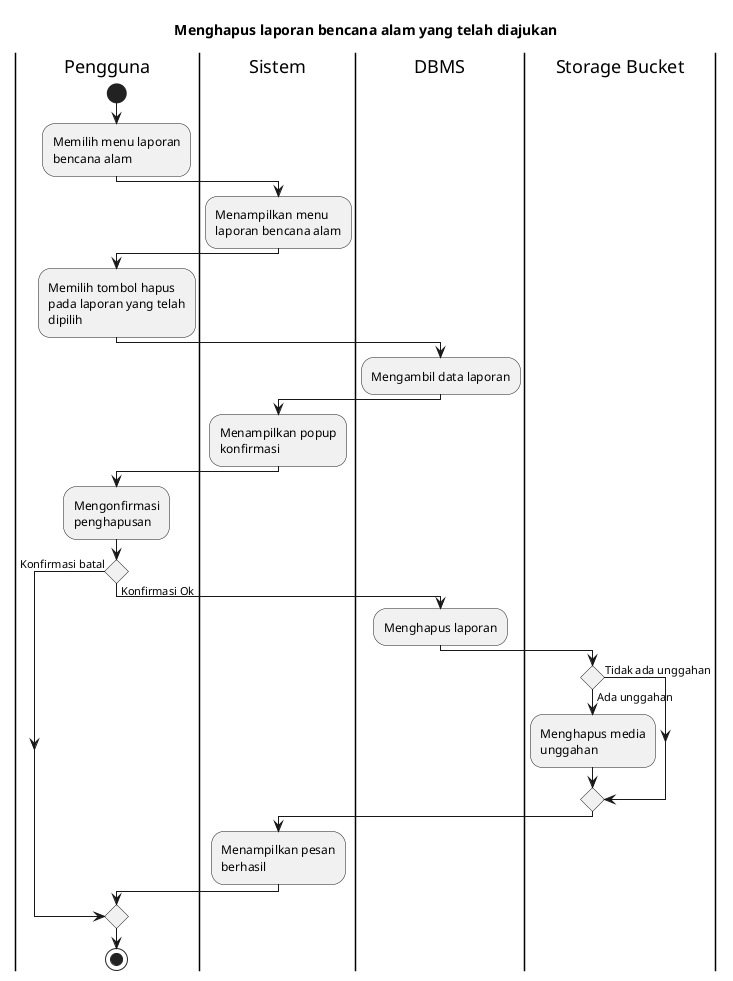 Menghapus laporan bencana alam yang telah diajukan
Pengguna
Sistem
DBMS
Storage Bucket
Memilih menu laporan
bencana alam
Menampilkan menu
laporan bencana alam
Memilih tombol hapus
pada laporan yang telah
dipilih
Mengambil data laporan
Menampilkan popup
konfirmasi
Mengonfirmasi
penghapusan
Konfirmasi batal
Konfirmasi Ok
Menghapus laporan
Tidak ada unggahan
Ada unggahan
Menghapus media
unggahan
Menampilkan pesan
berhasil